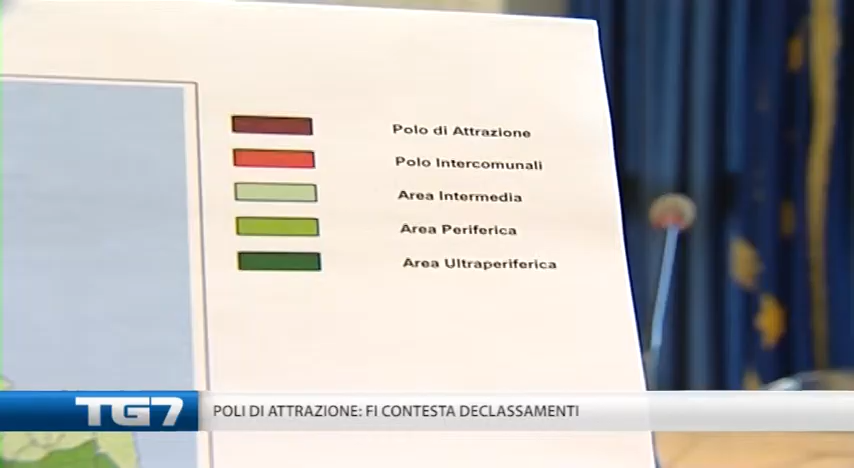 Polo di Attrazione
Polo Intercomunali
Area Intermedia
Area Periferica
Area Ultraperiferica
TG7 POLI DI ATTRAZIONE: FI CONTESTA DECLASSAMENTI